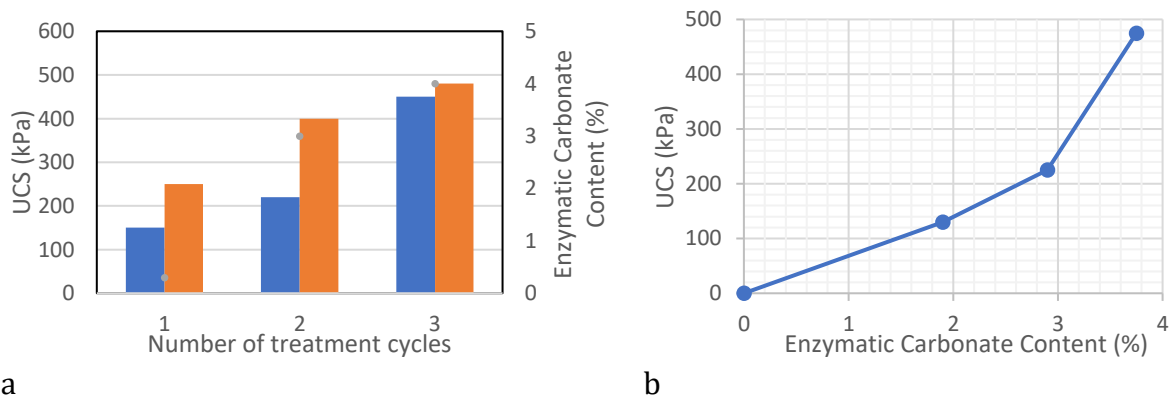 600
500
400
300
200
100
0
UCS (kPa)
5
4
3
2
1
0
Enzymatic Carbonate
Content (%)
1 2 3
Number of treatment cycles
a
500
400
300
200
100
0
UCS (kPa)
0 1 2 3 4
Enzymatic Carbonate Content (%)
b